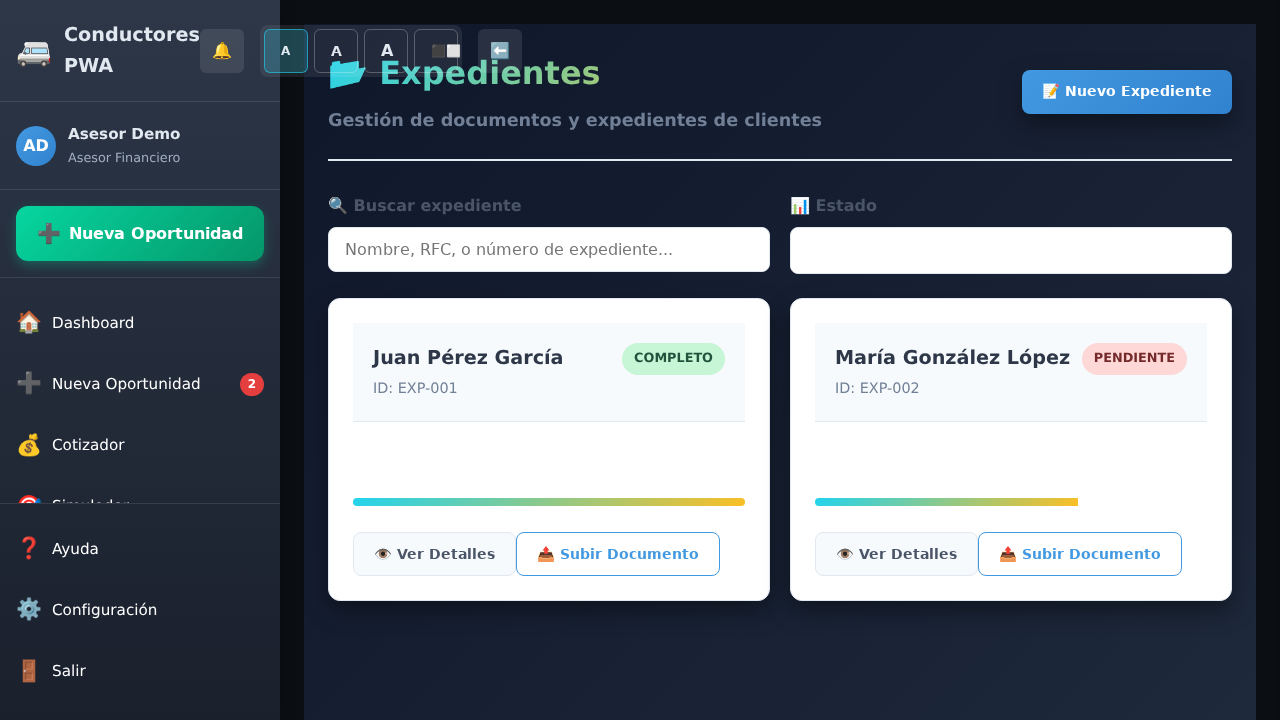 Conductores
PWA
A
A
A
Asesor Demo
AD
Asesor Financiero
Nueva Oportunidad
Dashboard
Nueva Oportunidad
2
Cotizador
Simulador
Ayuda
Configuración
Salir
Expedientes
Gestión de documentos y expedientes de clientes
Nuevo Expediente
Buscar expediente
Estado
Nombre, RFC, o número de expediente...
Juan Pérez García
COMPLETO
ID: EXP-001
Ver Detalles
Subir Documento
María González López
PENDIENTE
ID: EXP-002
Ver Detalles
Subir Documento